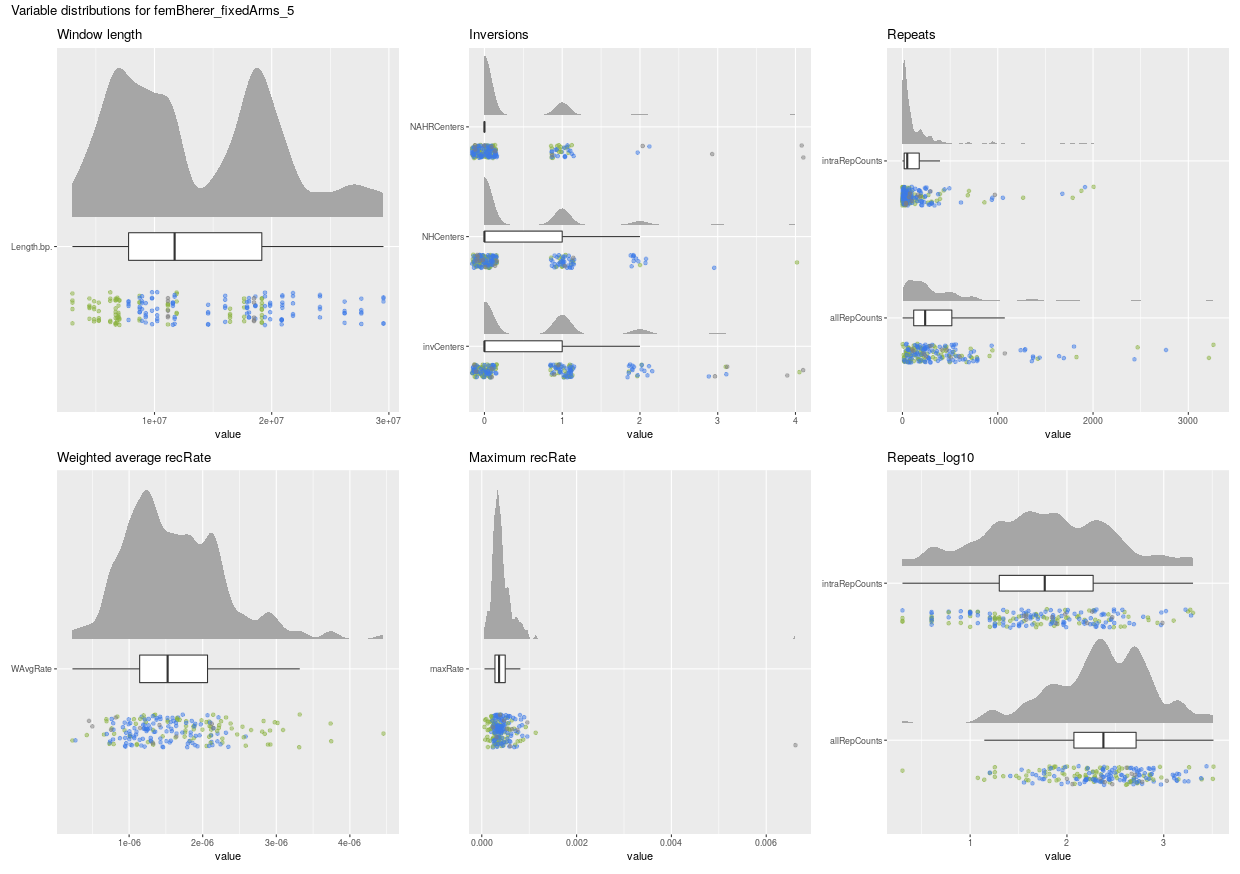 Variable distributions for femBherer_fixedArms_5
Window length
Length.bp.
1e+07
2e+07
3e+07
value
Inversions
NAHRCenters
NHCenters
invCenters
0
1
2
3
4
value
Repeats
intraRepCounts
allRepCounts
0
1000
2000
3000
value
Weighted average recRate
WAvgRate
1e-06
2e-06
3e-06
4e-06
value
Maximum recRate
maxRate
0.000
0.002
0.004
0.006
value
Repeats_log10
intraRepCounts
allRepCounts
1
2
3
value